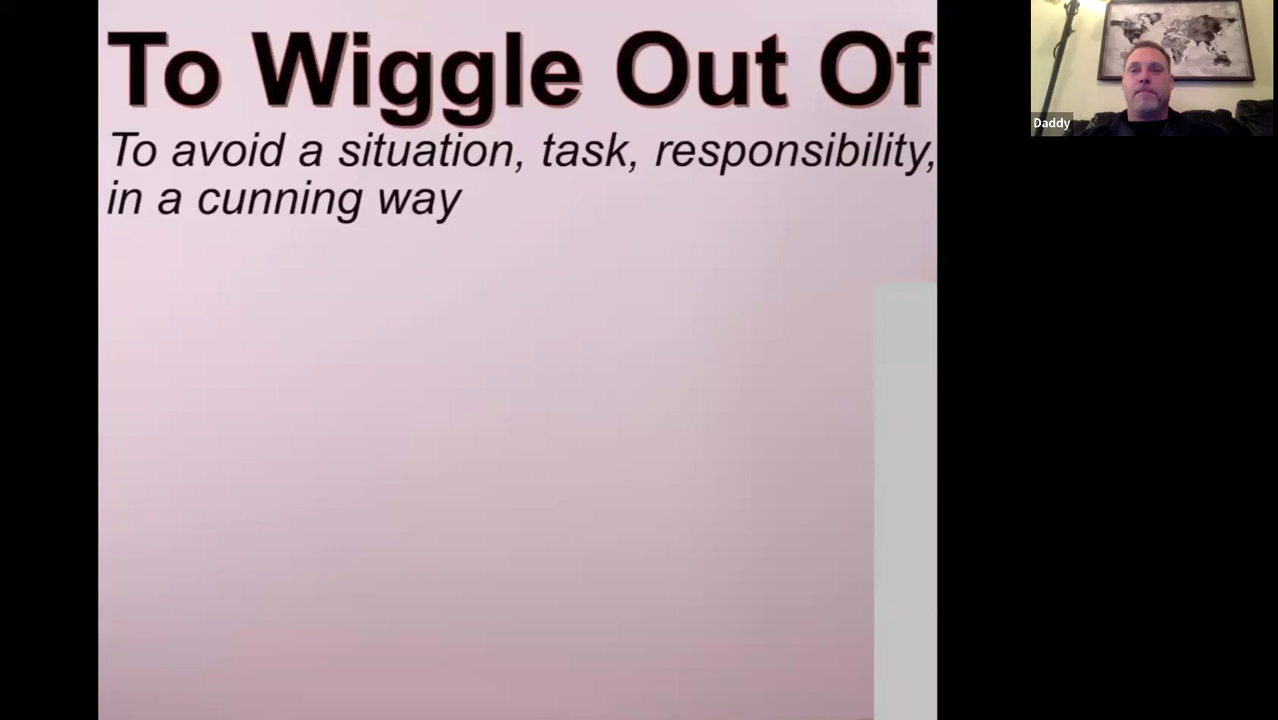 To Wiggle Out Of
To avoid a situation, task, responsibility,
in a cunning way
Daddy